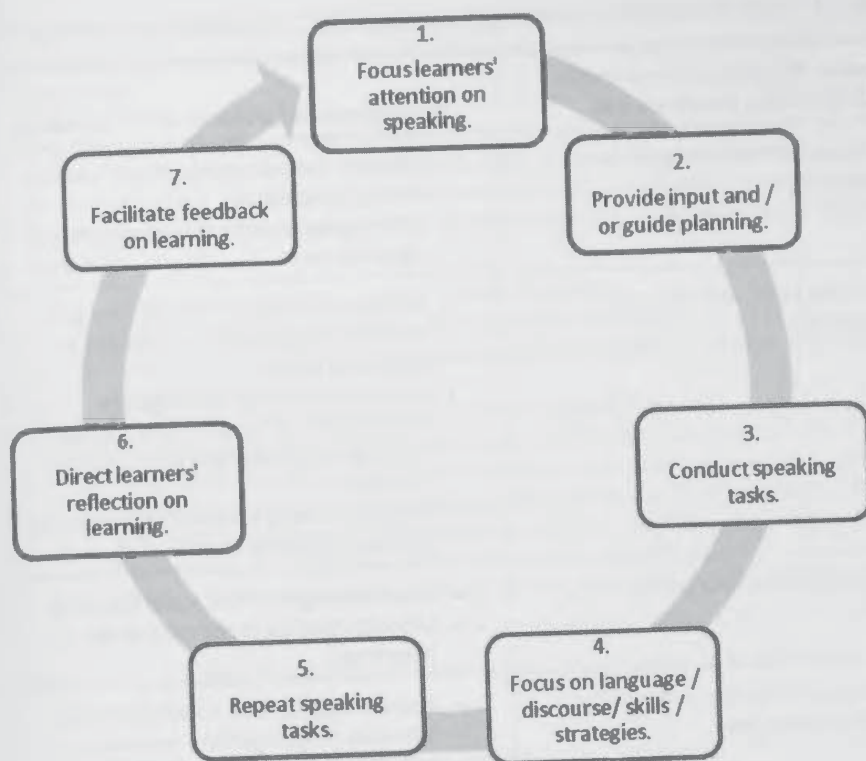 1.
Focus learners'
attention on
speaking.
2.
Provide input and /
or guide planning.
3.
Conduct speaking
tasks.
4.
Focus on language /
discourse/ skills /
strategies.
5.
Repeat speaking
tasks.
6.
Direct learners'
reflection on
learning.
7.
Facilitate feedback
on learning.